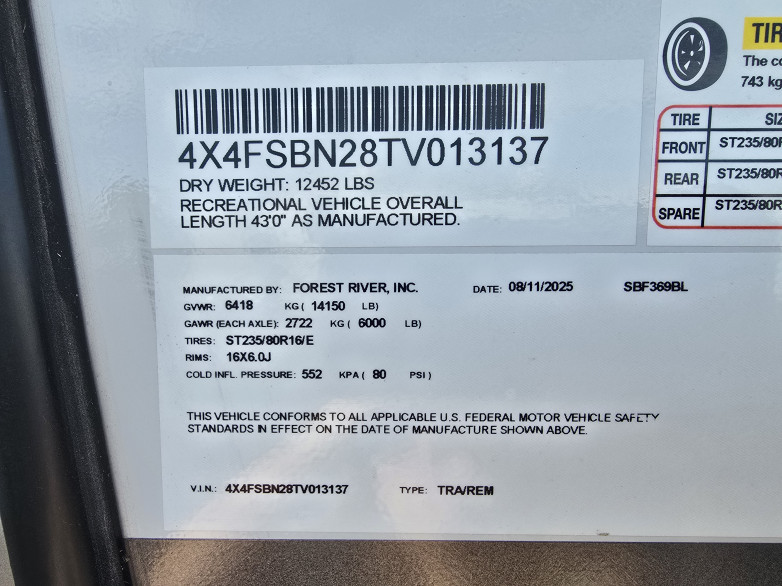 4X4FSBN28TV013137
DRY WEIGHT: 12452 LBS
RECREATIONAL VEHICLE OVERALL
LENGTH 43'0" AS MANUFACTURED.
TIR
The co
743 kg
TIRE SIZ
FRONT ST235/80R
REAR ST235/80R
SPARE ST235/80R
MANUFACTURED BY: FOREST RIVER, INC. DATE: 08/11/2025 SBF369BL
GVWR: 6418 KG ( 14150 LB)
GAWR (EACH AXLE): 2722 KG ( 6000 LB)
TIRES: ST235/80R16/E
RIMS: 16X6.0J
COLD INFL. PRESSURE: 552 KPA ( 80 PSI )
THIS VEHICLE CONFORMS TO ALL APPLICABLE U.S. FEDERAL MOTOR VEHICLE SAFETY
STANDARDS IN EFFECT ON THE DATE OF MANUFACTURE SHOWN ABOVE.
V.I.N.: 4X4FSBN28TV013137 TYPE: TRA/REM